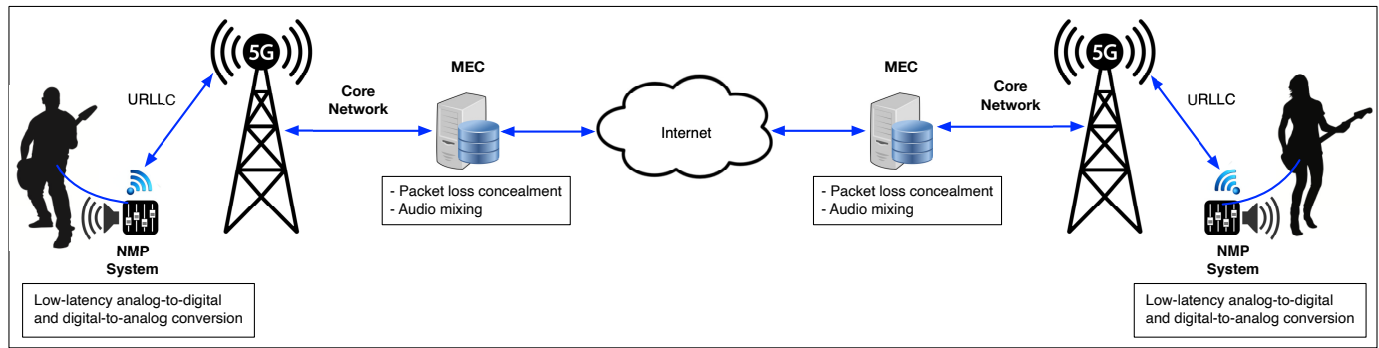 5G
URLLC
Core
Network
MEC
- Packet loss concealment
- Audio mixing
NMP
System
Low-latency analog-to-digital
and digital-to-analog conversion
Internet
MEC
- Packet loss concealment
- Audio mixing
Core
Network
5G
URLLC
NMP
System
Low-latency analog-to-digital
and digital-to-analog conversion